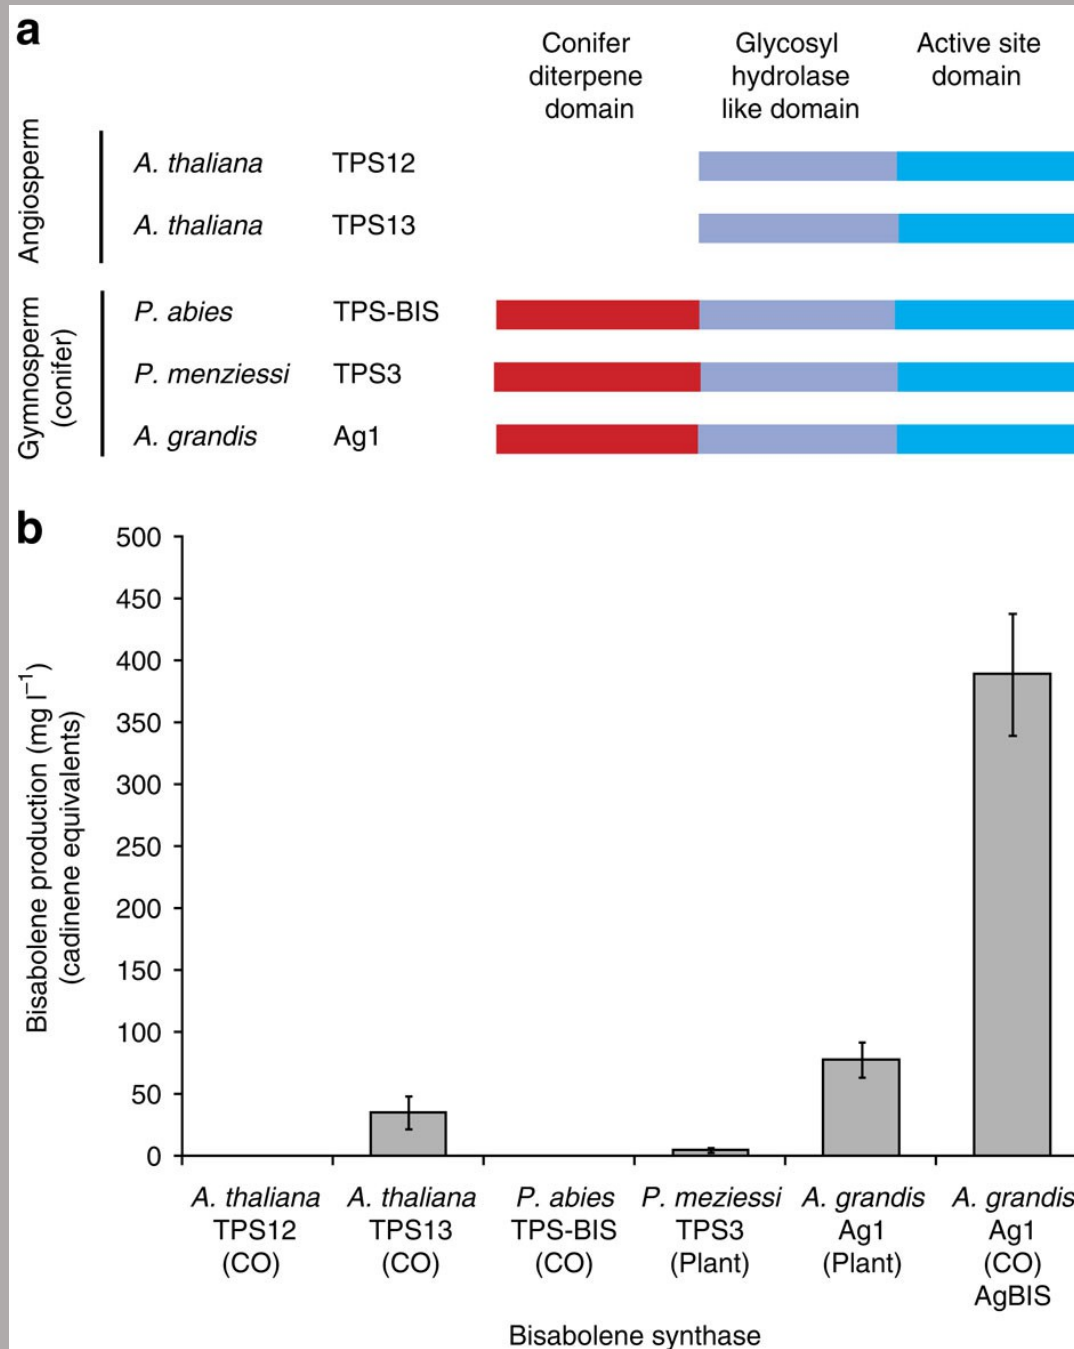 a
Conifer
diterpene
domain
Glycosyl
hydrolase
like domain
Active site
domain
Angiosperm
A. thaliana TPS12
A. thaliana TPS13
Gymnosperm
(conifer)
P. abies TPS-BIS
P. menziessi TPS3
A. grandis Ag1
b
Bisabolene production (mg l⁻¹)
(cadinene equivalents)
500
450
400
350
300
250
200
150
100
50
0
A. thaliana
TPS12
(CO)
A. thaliana
TPS13
(CO)
P. abies
TPS-BIS
(CO)
P. meziessi
TPS3
(Plant)
A. grandis
Ag1
(Plant)
A. grandis
Ag1
(CO)
AgBIS
Bisabolene synthase